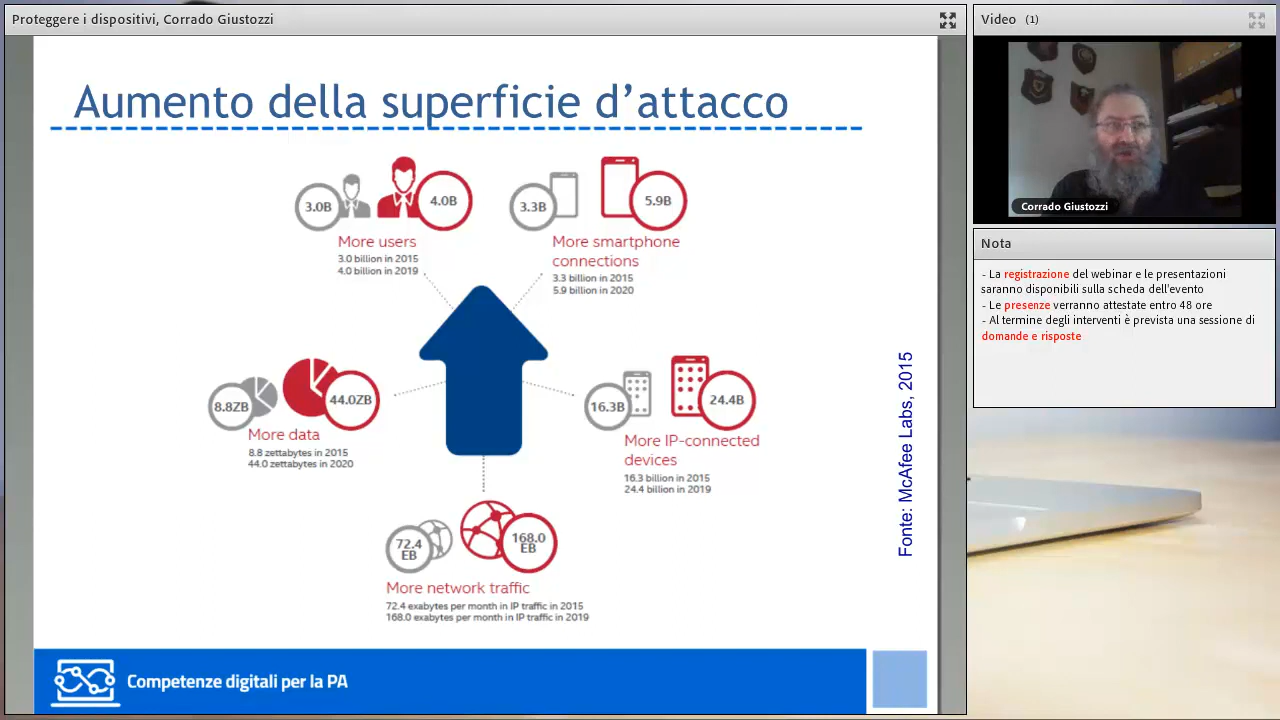 Proteggere i dispositivi, Corrado Giustozzi
Aumento della superficie d'attacco
3.0B
4.0B
More users
3.0 billion in 2015
4.0 billion in 2019
3.3B
5.9B
More smartphone
connections
3.3 billion in 2015
5.9 billion in 2020
8.8ZB
44.0ZB
More data
8.8 zettabytes in 2015
44.0 zettabytes in 2020
16.3B
24.4B
More IP-connected
devices
16.3 billion in 2015
24.4 billion in 2019
72.4
EB
168.0
EB
More network traffic
72.4 exabytes per month in IP traffic in 2015
168.0 exabytes per month in IP traffic in 2019
Fonte: McAfee Labs, 2015
Competenze digitali per la PA
Video (1)
Corrado Giustozzi
Nota
- La registrazione del webinar e le presentazioni
saranno disponibili sulla scheda dell'evento
- Le presenze verranno attestate entro 48 ore
- Al termine degli interventi è prevista una sessione di
domande e risposte